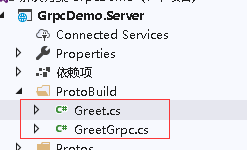 GrpcDemo.Server
Connected Services
Properties
依赖项
ProtoBuild
C# Greet.cs
C# GreetGrpc.cs
Protos